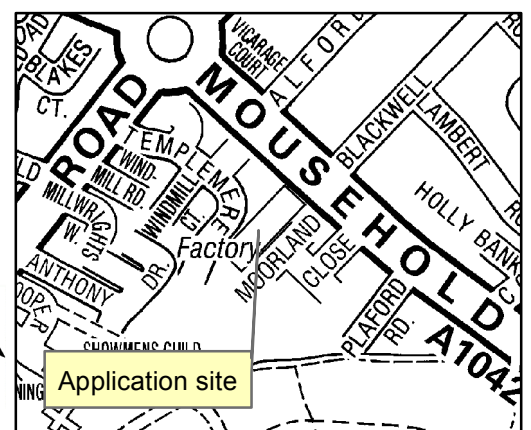 ROAD
BLAKES
CT.
VICARAGE
COURT
ALFORD
MOUSEHOLD
A1042
BLACKWELL
LAMBERT
HOLLY BANK
ROAD
TEMPLEMERE
WIND-
MILL RD.
WINDMILL
CT.
MILLWRIGHTS
W.
Factory
MOORLAND
CLOSE
ANTHONY
DR.
PLAFORD
RD.
SHOWMENS GUILD
Application site